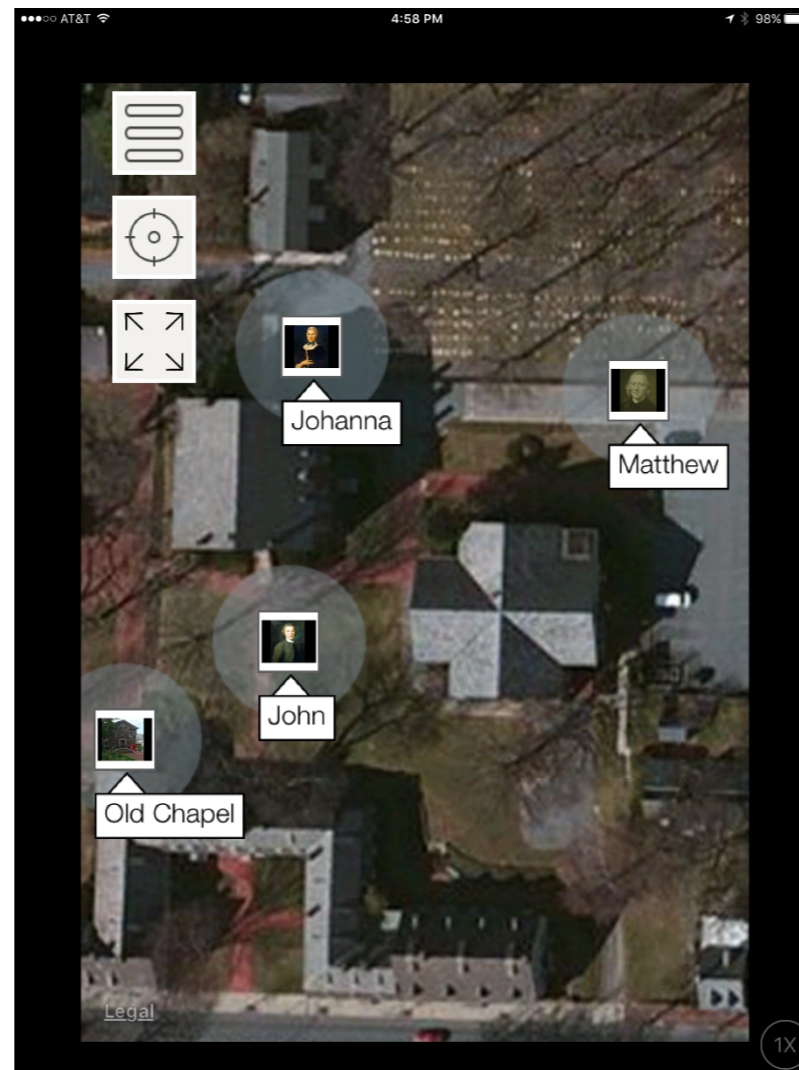 AT&T 4:58 PM 98%
Johanna
Matthew
John
Old Chapel
Legal
1X